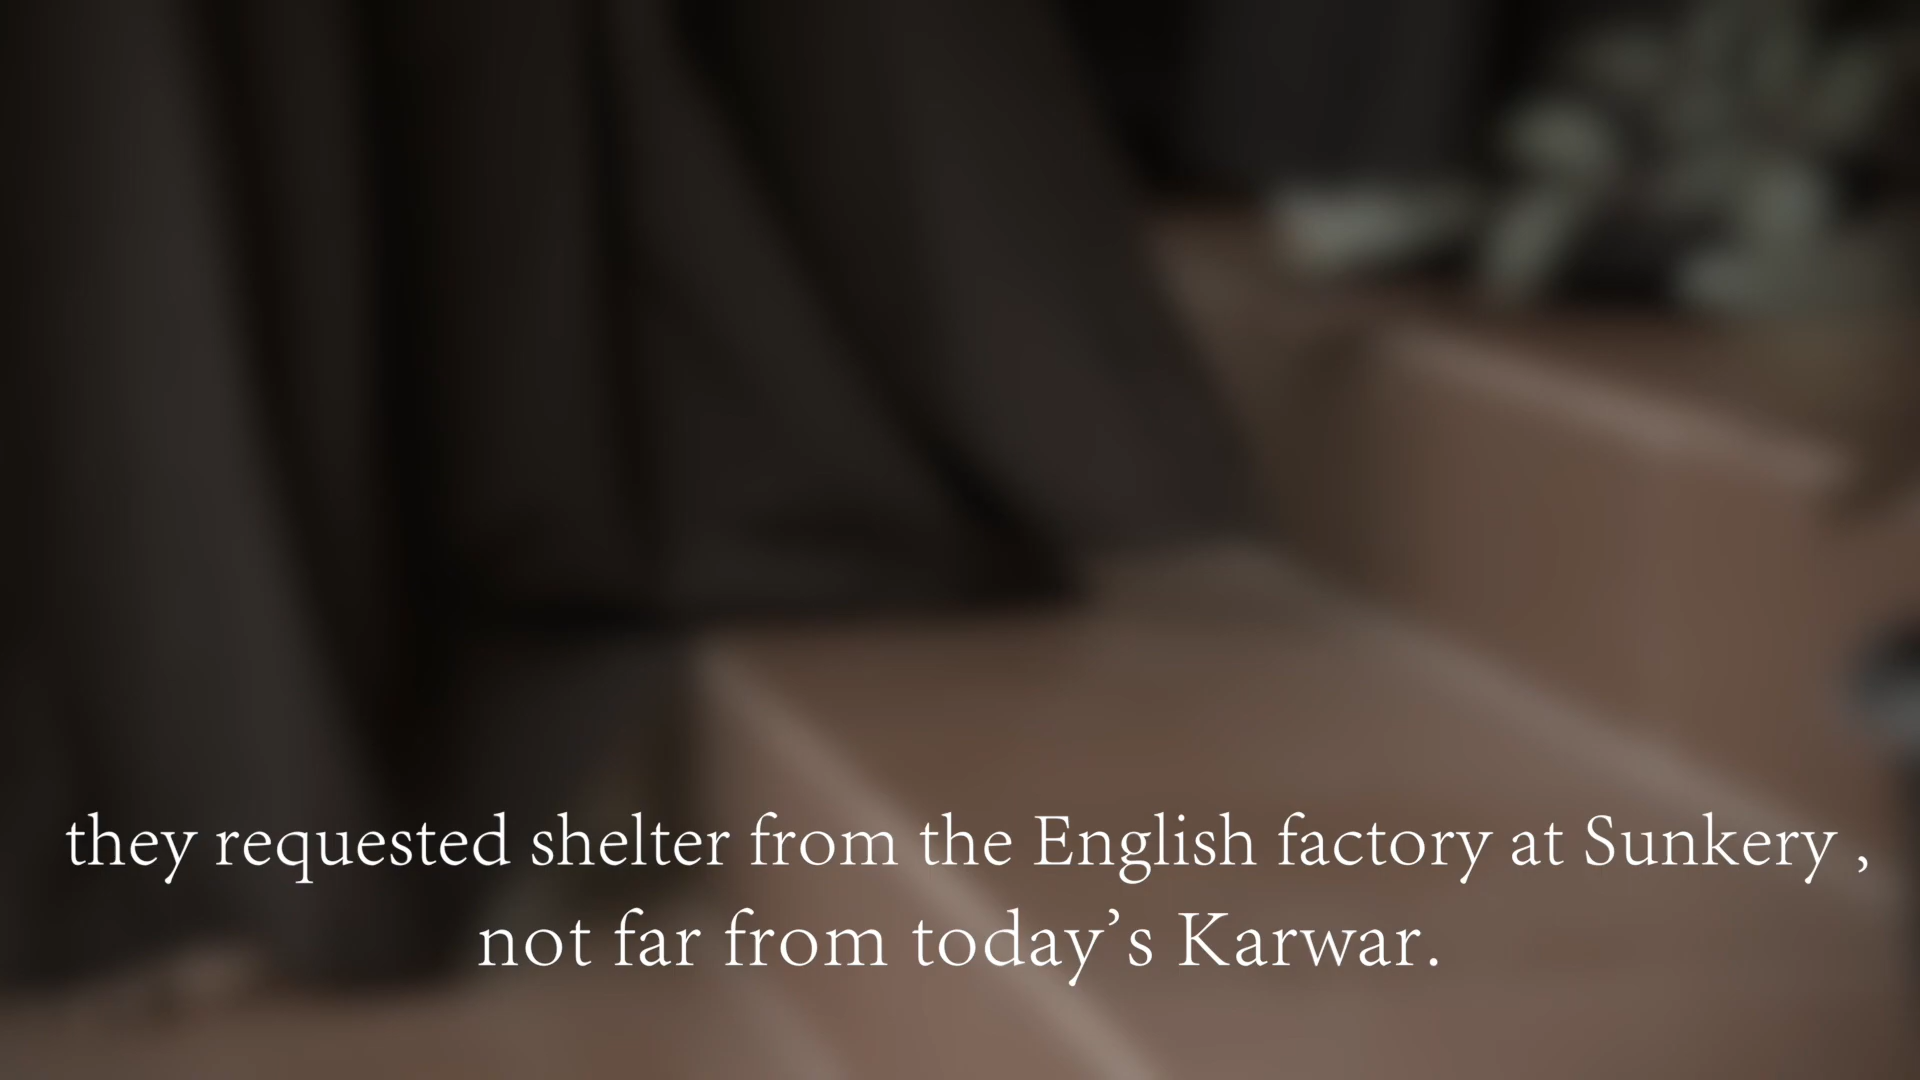 they requested shelter from the English factory at Sunkery ,
not far from today’s Karwar.